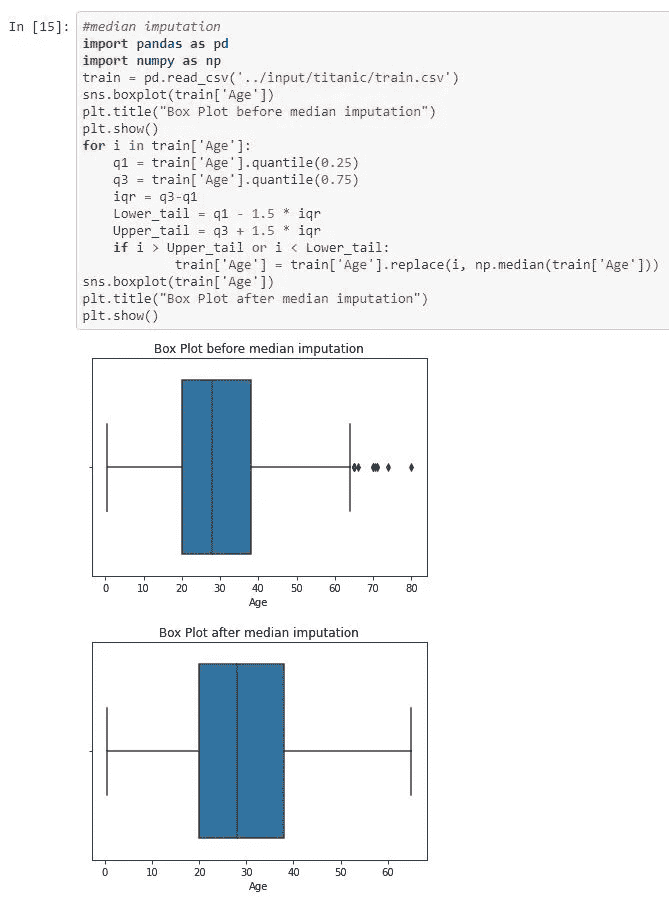 In [15]:
#median imputation
import pandas as pd
import numpy as np
train = pd.read_csv('../input/titanic/train.csv')
sns.boxplot(train['Age'])
plt.title("Box Plot before median imputation")
plt.show()
for i in train['Age']:
    q1 = train['Age'].quantile(0.25)
    q3 = train['Age'].quantile(0.75)
    iqr = q3-q1
    Lower_tail = q1 - 1.5 * iqr
    Upper_tail = q3 + 1.5 * iqr
    if i > Upper_tail or i < Lower_tail:
            train['Age'] = train['Age'].replace(i, np.median(train['Age']))
sns.boxplot(train['Age'])
plt.title("Box Plot after median imputation")
plt.show()
Box Plot before median imputation
0 10 20 30 40 50 60 70 80
Age
Box Plot after median imputation
0 10 20 30 40 50 60
Age